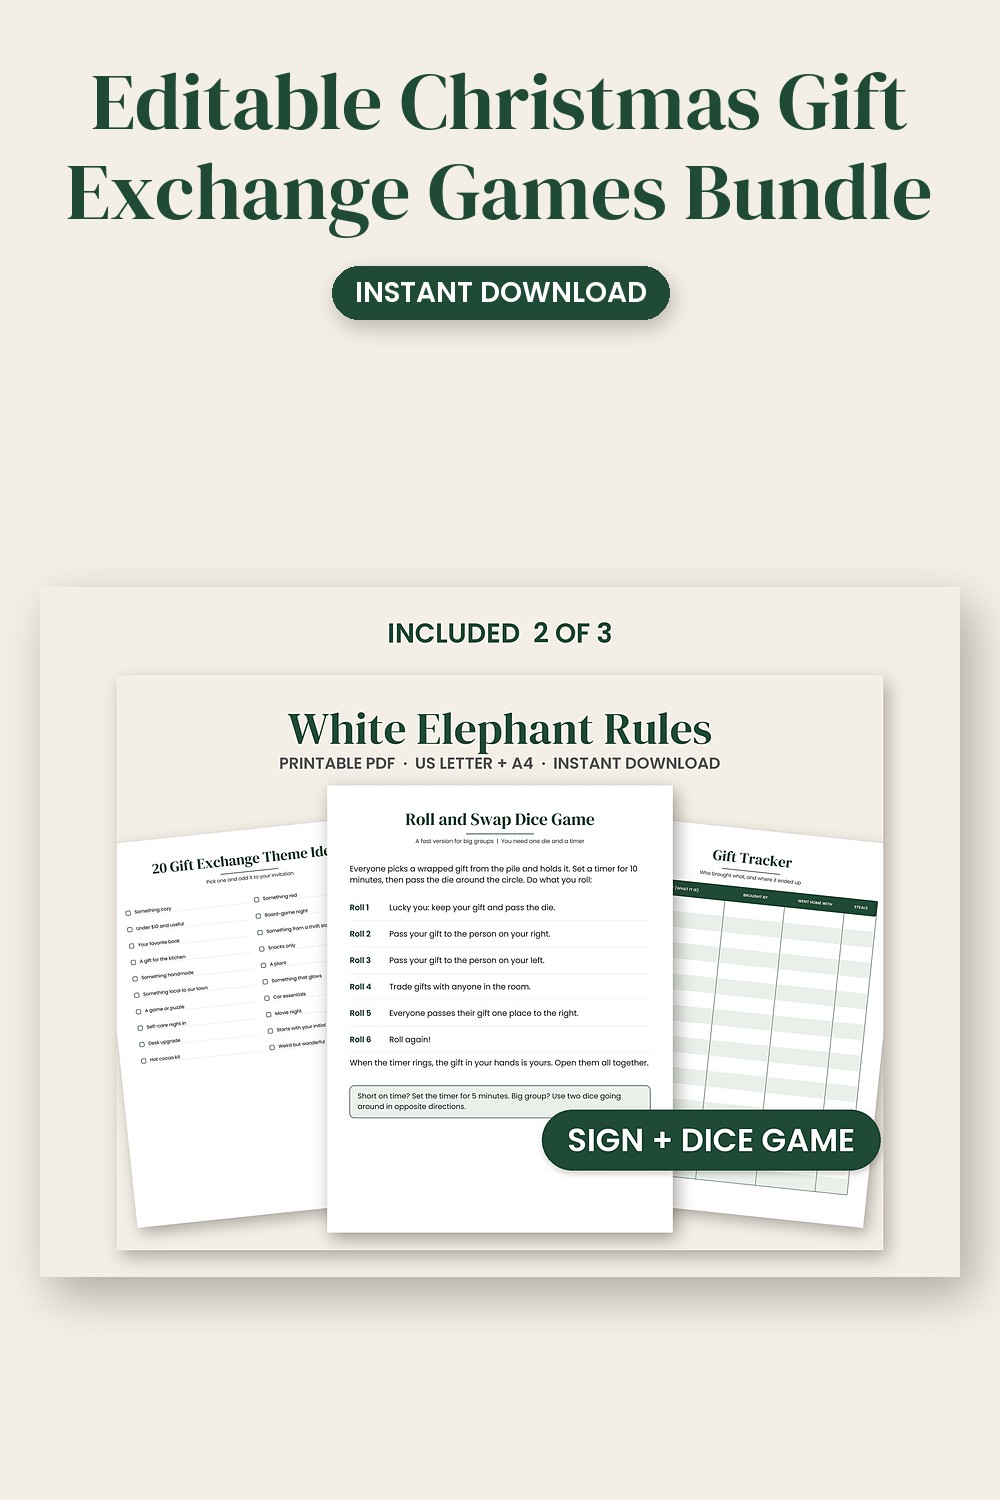 Editable Christmas Gift
Exchange Games Bundle
INSTANT DOWNLOAD
INCLUDED 2 OF 3
White Elephant Rules
PRINTABLE PDF · US LETTER + A4 · INSTANT DOWNLOAD
20 Gift Exchange Theme Ide
Pick one and add it to your invitation
Something cozy
Under $10 and useful
Your favorite book
A gift for the kitchen
Something handmade
Something local to our town
A game or puzzle
Self-care night in
Desk upgrade
Hot cocoa kit
Something red
Board-game night
Something from a thrift sto
Snacks only
A plant
Something that glows
Car essentials
Movie night
Starts with your initial
Weird but wonderful
Roll and Swap Dice Game
A fast version for big groups | You need one die and a timer
Everyone picks a wrapped gift from the pile and holds it. Set a timer for 10
minutes, then pass the die around the circle. Do what you roll:
Roll 1 Lucky you: keep your gift and pass the die.
Roll 2 Pass your gift to the person on your right.
Roll 3 Pass your gift to the person on your left.
Roll 4 Trade gifts with anyone in the room.
Roll 5 Everyone passes their gift one place to the right.
Roll 6 Roll again!
When the timer rings, the gift in your hands is yours. Open them all together.
Short on time? Set the timer for 5 minutes. Big group? Use two dice going
around in opposite directions.
Gift Tracker
Who brought what, and where it ended up
(WHAT IT IS) BROUGHT BY WENT HOME WITH STEALS
SIGN + DICE GAME